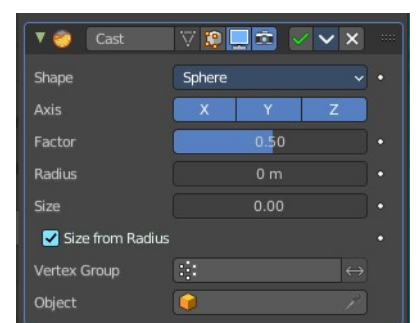 Cast
Shape Sphere
Axis X Y Z
Factor 0.50
Radius 0 m
Size 0.00
Size from Radius
Vertex Group
Object